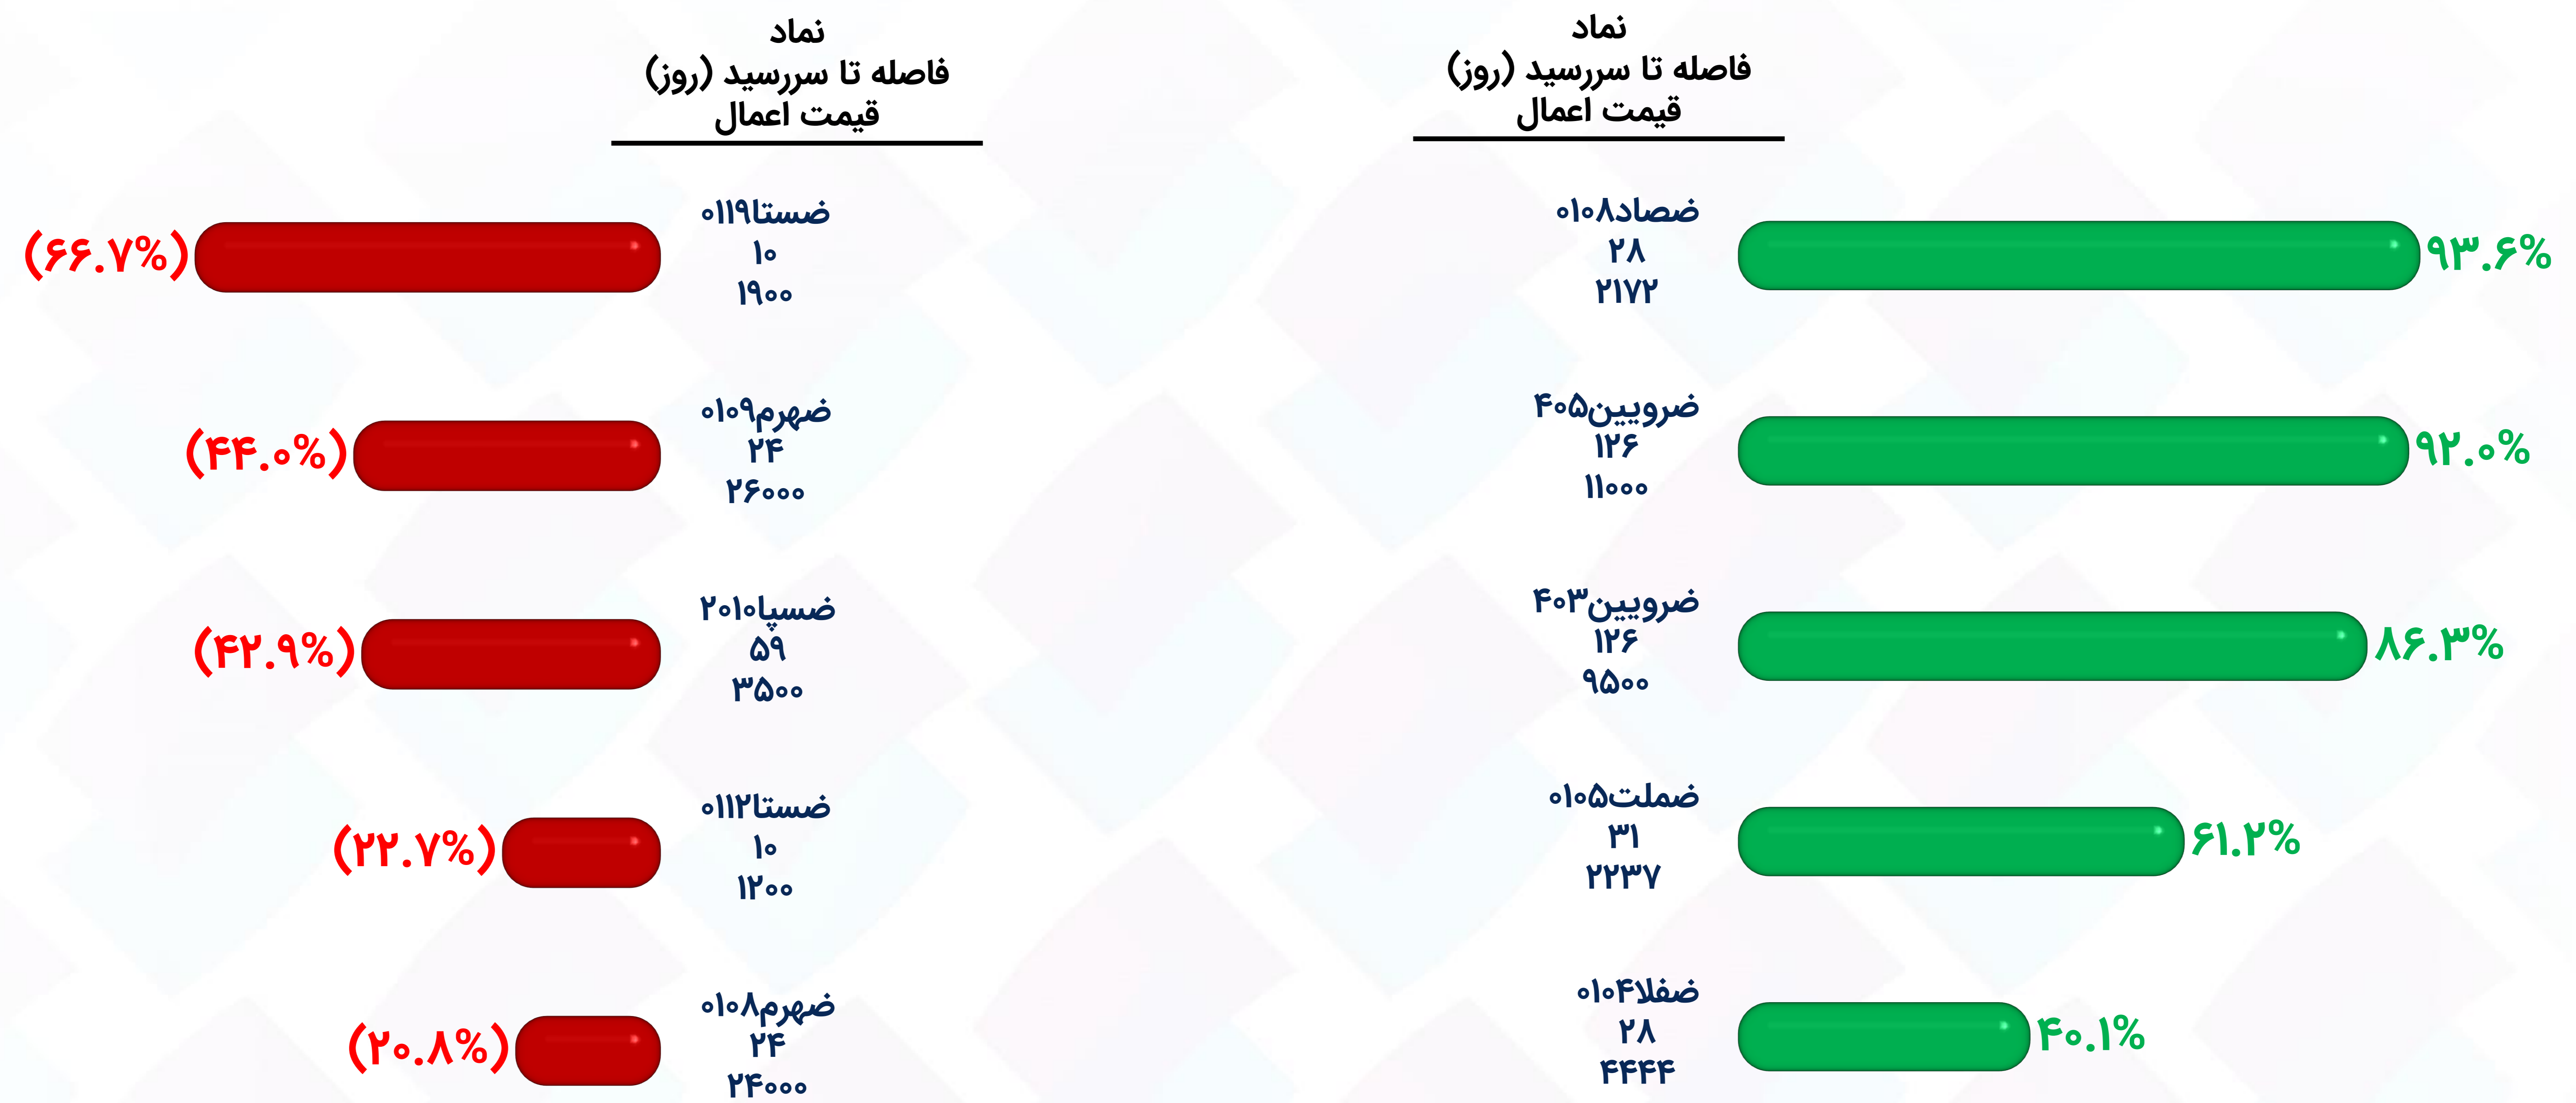 نماد
فاصله تا سررسید (روز)
قیمت اعمال
ضصاد۰۱۰۸
۲۸
۲۱۷۲
۹۳.۶%
ضرویین۴۰۵
۱۲۶
۱۱۰۰۰
۹۲.۰%
ضرویین۴۰۳
۱۲۶
۹۵۰۰
۸۶.۳%
ضملت۰۱۰۵
۳۱
۲۲۳۷
۶۱.۲%
ضفلا۰۱۰۴
۲۸
۴۴۴۴
۴۰.۱%
نماد
فاصله تا سررسید (روز)
قیمت اعمال
ضستا۰۱۱۹
۱۰
۱۹۰۰
(۶۶.۷%)
ضهرم۰۱۰۹
۲۴
۲۶۰۰۰
(۴۴.۰%)
ضسپا۲۰۱۰
۵۹
۳۵۰۰
(۴۲.۹%)
ضستا۰۱۱۲
۱۰
۱۲۰۰
(۲۲.۷%)
ضهرم۰۱۰۸
۲۴
۲۴۰۰۰
(۲۰.۸%)